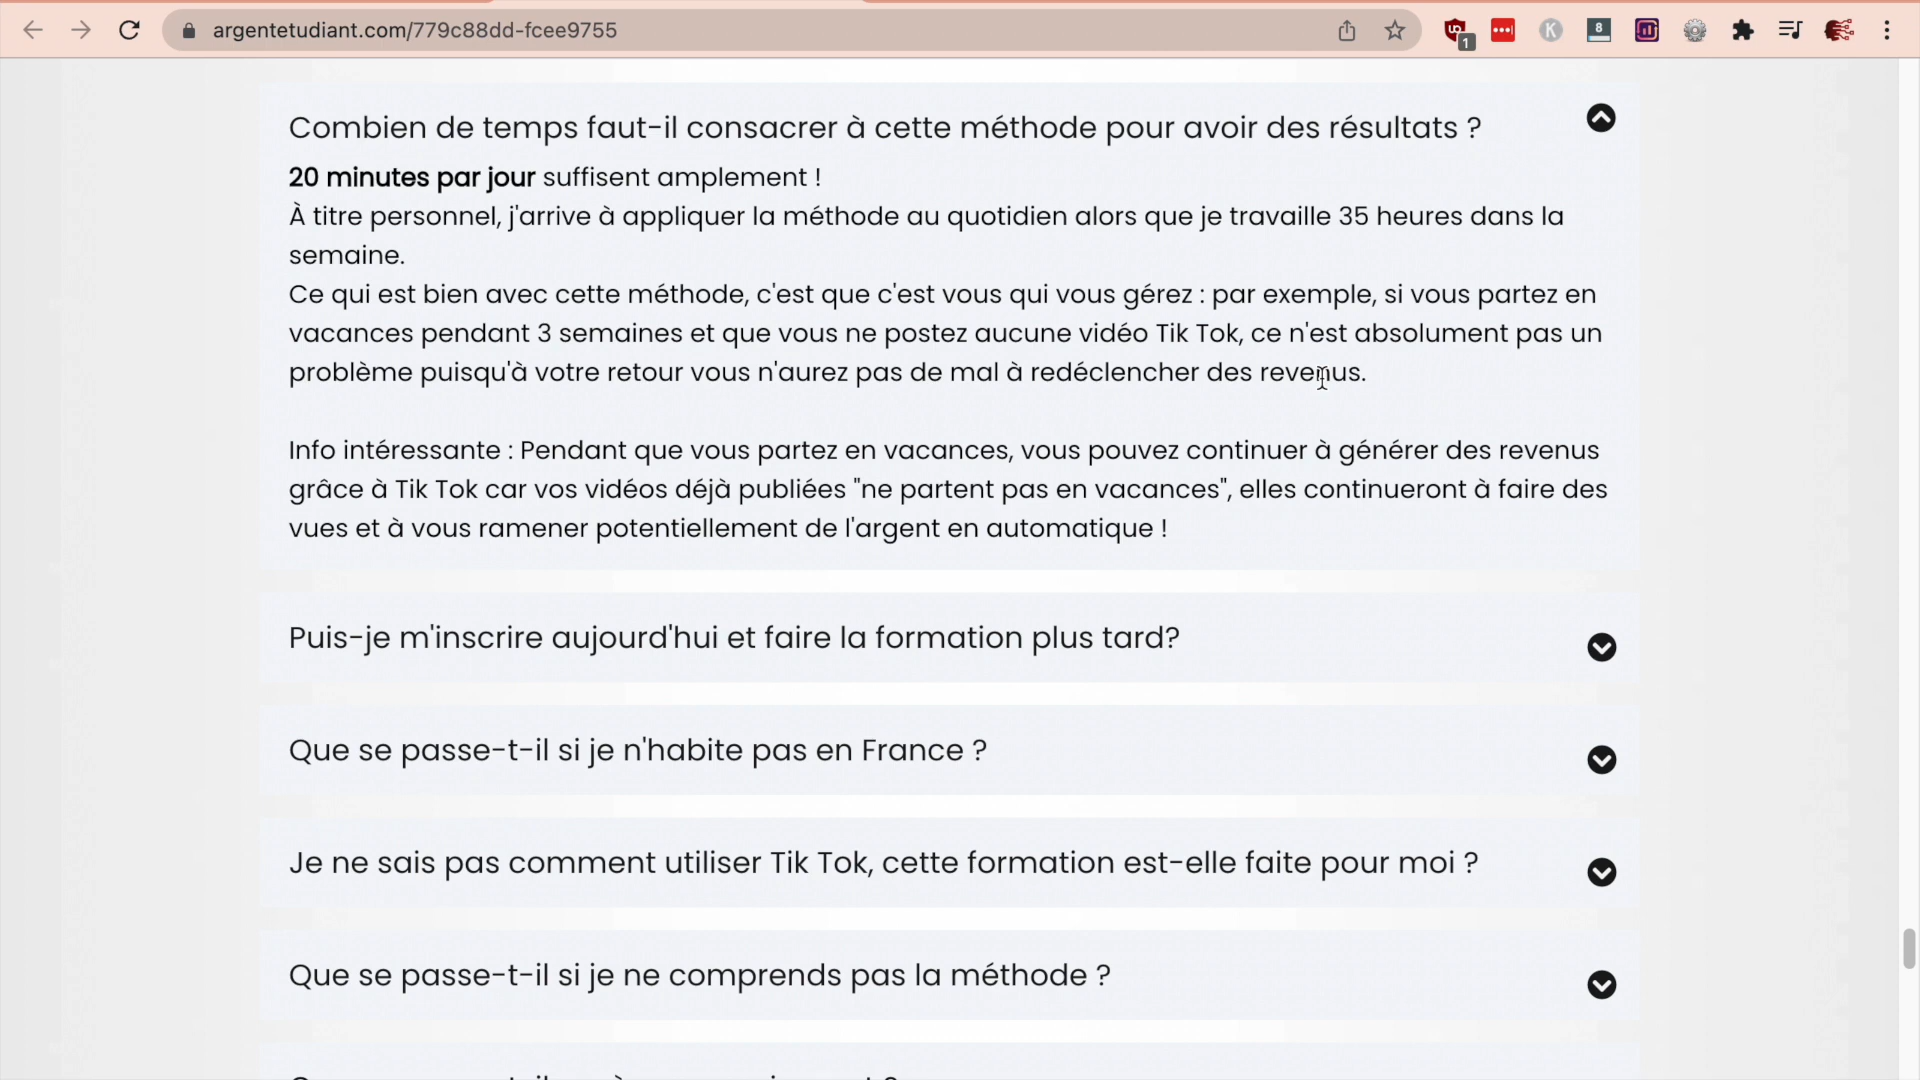 argentetudiant.com/779c88dd-fcee9755
1
K
8
Combien de temps faut-il consacrer à cette méthode pour avoir des résultats ?
20 minutes par jour suffisent amplement !
À titre personnel, j'arrive à appliquer la méthode au quotidien alors que je travaille 35 heures dans la
semaine.
Ce qui est bien avec cette méthode, c'est que c'est vous qui vous gérez : par exemple, si vous partez en
vacances pendant 3 semaines et que vous ne postez aucune vidéo Tik Tok, ce n'est absolument pas un
problème puisqu'à votre retour vous n'aurez pas de mal à redéclencher des revenus.
Info intéressante : Pendant que vous partez en vacances, vous pouvez continuer à générer des revenus
grâce à Tik Tok car vos vidéos déjà publiées "ne partent pas en vacances", elles continueront à faire des
vues et à vous ramener potentiellement de l'argent en automatique !
Puis-je m'inscrire aujourd'hui et faire la formation plus tard?
Que se passe-t-il si je n'habite pas en France ?
Je ne sais pas comment utiliser Tik Tok, cette formation est-elle faite pour moi ?
Que se passe-t-il si je ne comprends pas la méthode ?